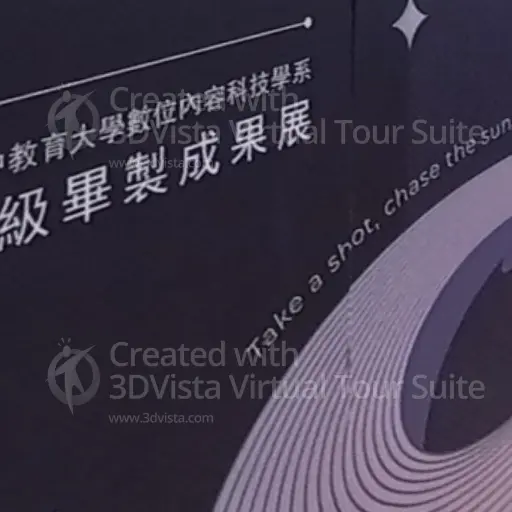 中教育大學數位內容科技學系
級畢製成果展
Take a shot, chase the sun,
Created with
3DVista Virtual Tour Suite
www.3dvista.com
Created with
3DVista Virtual Tour Suite
www.3dvista.com